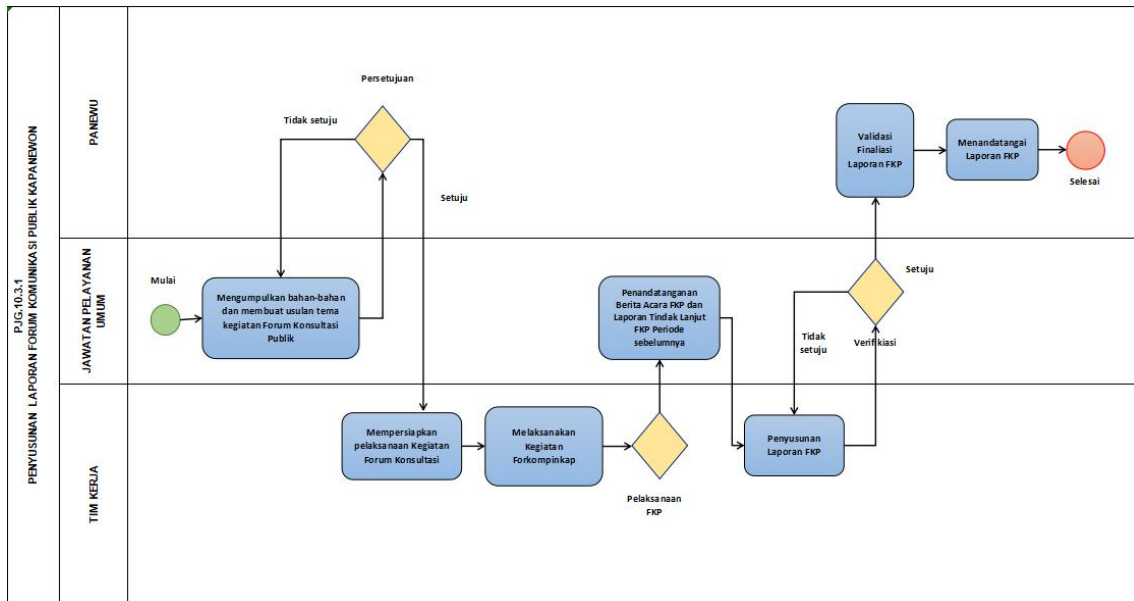 PJG.10.3.1
PENYUSUNAN LAPORAN FORUM KOMUNIKASI PUBLIK KAPANEWON
PANEWU
Persetujuan
Tidak setuju
Setuju
Validasi
Finaliasi
Laporan FKP
Menandatangai
Laporan FKP
Selesai
JAWATAN PELAYANAN
UMUM
Mulai
Mengumpulkan bahan-bahan
dan membuat usulan tema
kegiatan Forum Konsultasi
Publik
Penandatanganan
Berita Acara FKP dan
Laporan Tindak Lanjut
FKP Periode
sebelumnya
Setuju
Tidak
setuju
Verifikiasi
TIM KERJA
Mempersiapkan
pelaksanaan Kegiatan
Forum Konsultasi
Melaksanakan
Kegiatan
Forkompinkap
Pelaksanaan
FKP
Penyusunan
Laporan FKP